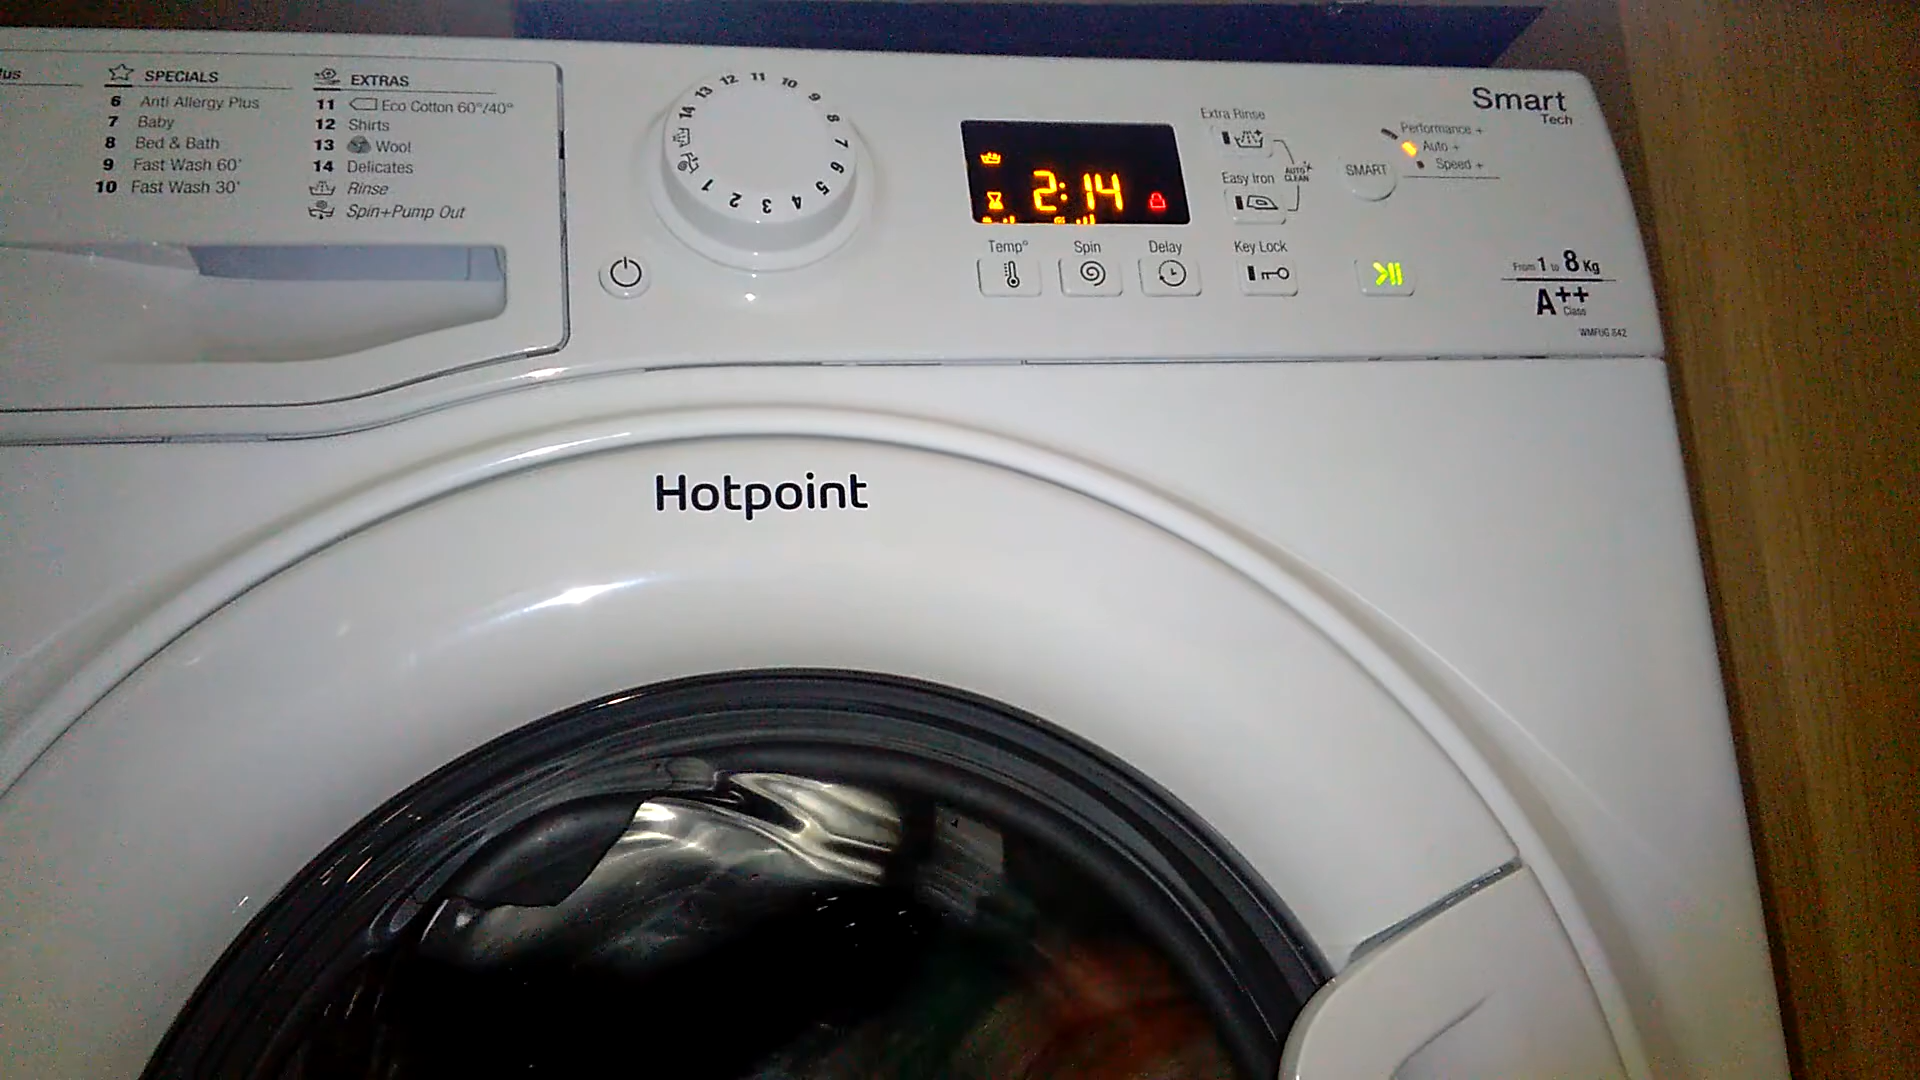 lus
SPECIALS
6 Anti Allergy Plus
7 Baby
8 Bed & Bath
9 Fast Wash 60'
10 Fast Wash 30'
EXTRAS
11 Eco Cotton 60°/40°
12 Shirts
13 Wool
14 Delicates
Rinse
Spin+Pump Out
14 13 12 11 10 9 8 7 6 5 4 3 2 1
2:14
Temp°
Spin
Delay
Extra Rinse
Easy Iron
AUTO
CLEAN
Key Lock
SMART
Performance +
Auto +
Speed +
Smart
Tech
From 1 to 8 Kg
A++
Class
WMFUG 842
Hotpoint